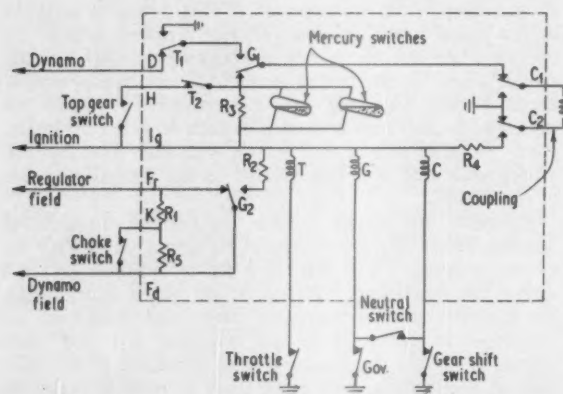 Mercury switches
Dynamo
D
T1
G1
Cf
Top gear switch
H
T2
R3
C2
Ignition
Ig
R2
T
G
C
R4
Coupling
Regulator field
Fr
G2
K
R1
Choke switch
R5
Dynamo field
Fd
Neutral switch
Throttle switch
Gov.
Gear shift switch